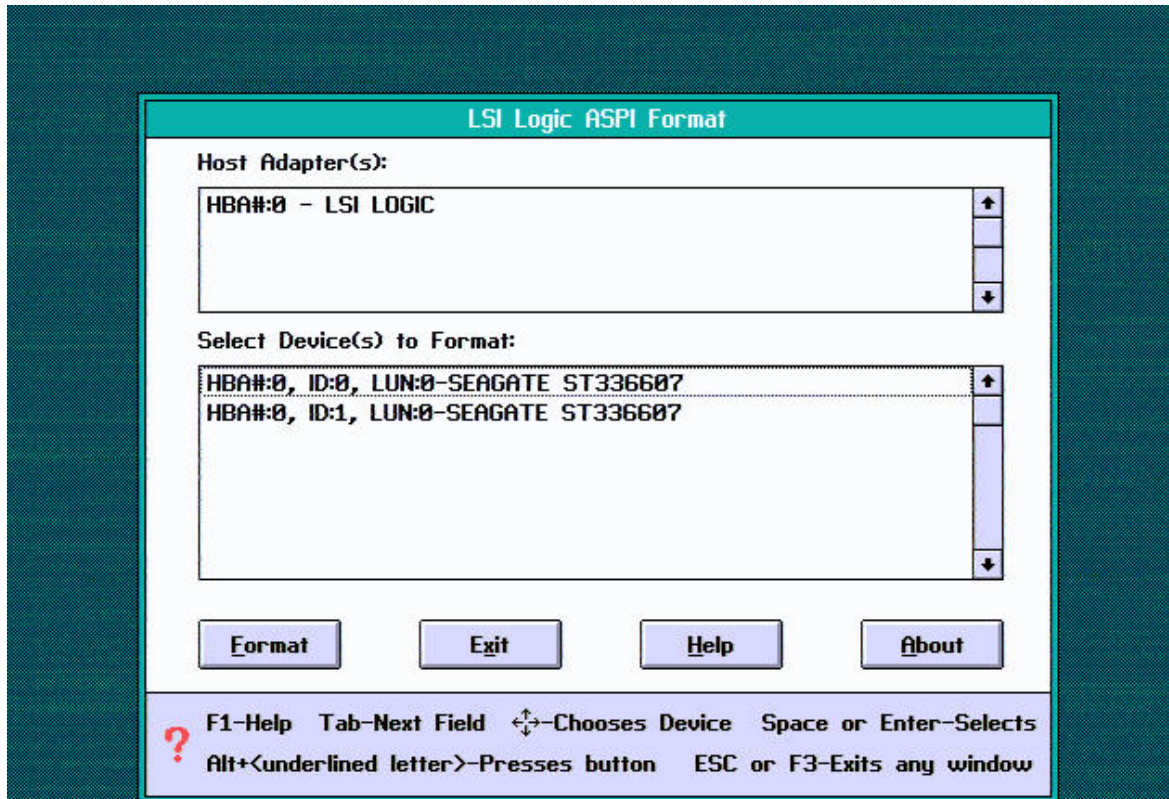 LSI Logic ASPI Format
Host Adapter(s):
HBA#:0 - LSI LOGIC
Select Device(s) to Format:
HBA#:0, ID:0, LUN:0-SEAGATE ST336607
HBA#:0, ID:1, LUN:0-SEAGATE ST336607
Format Exit Help About
? F1-Help Tab-Next Field -Chooses Device Space or Enter-Selects
Alt+<underlined letter>-Presses button ESC or F3-Exits any window